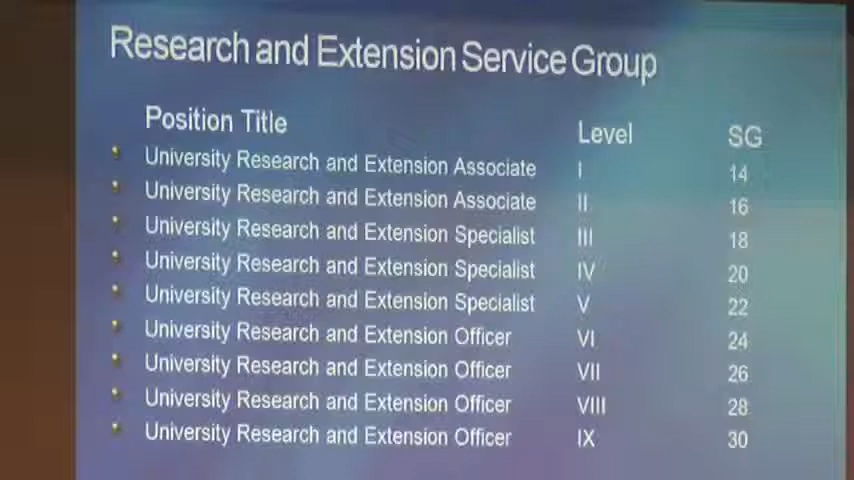 Research and Extension Service Group
Position Title Level SG
University Research and Extension Associate I 14
University Research and Extension Associate II 16
University Research and Extension Specialist III 18
University Research and Extension Specialist IV 20
University Research and Extension Specialist V 22
University Research and Extension Officer VI 24
University Research and Extension Officer VII 26
University Research and Extension Officer VIII 28
University Research and Extension Officer IX 30